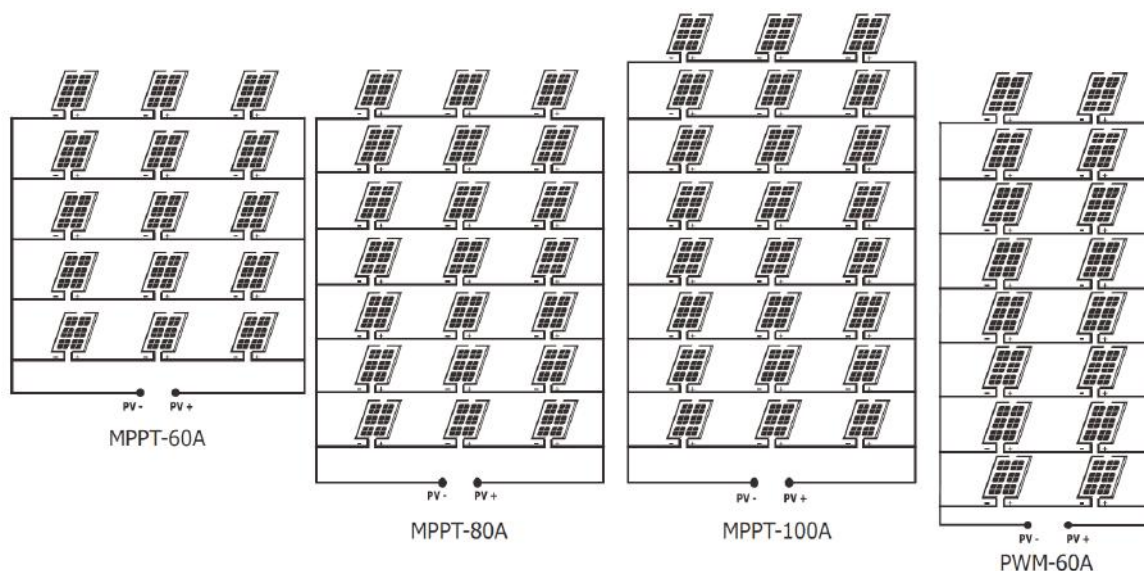 PV - PV +
MPPT-60A
PV - PV +
MPPT-80A
PV - PV +
MPPT-100A
PV - PV +
PWM-60A